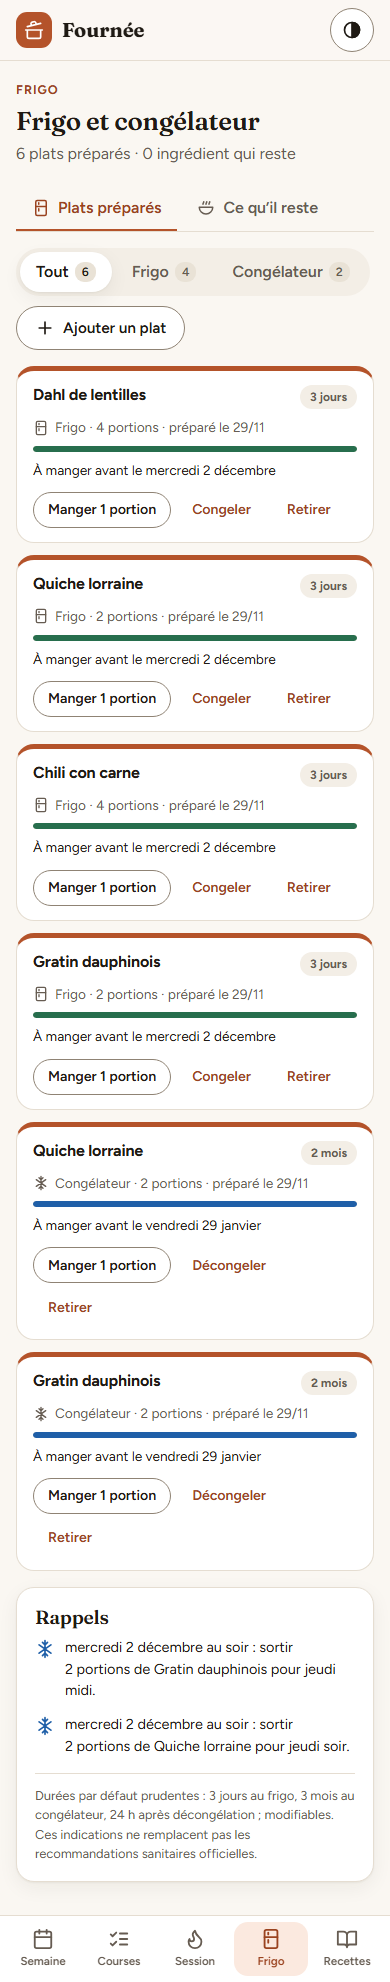 Fournée
FRIGO
Frigo et congélateur
6 plats préparés · 0 ingrédient qui reste
Plats préparés
Ce qu’il reste
Tout 6
Frigo 4
Congélateur 2
Ajouter un plat
Dahl de lentilles
3 jours
Frigo · 4 portions · préparé le 29/11
À manger avant le mercredi 2 décembre
Manger 1 portion
Congeler
Retirer
Quiche lorraine
3 jours
Frigo · 2 portions · préparé le 29/11
À manger avant le mercredi 2 décembre
Manger 1 portion
Congeler
Retirer
Chili con carne
3 jours
Frigo · 4 portions · préparé le 29/11
À manger avant le mercredi 2 décembre
Manger 1 portion
Congeler
Retirer
Gratin dauphinois
3 jours
Frigo · 2 portions · préparé le 29/11
À manger avant le mercredi 2 décembre
Manger 1 portion
Congeler
Retirer
Quiche lorraine
2 mois
Congélateur · 2 portions · préparé le 29/11
À manger avant le vendredi 29 janvier
Manger 1 portion
Décongeler
Retirer
Gratin dauphinois
2 mois
Congélateur · 2 portions · préparé le 29/11
À manger avant le vendredi 29 janvier
Manger 1 portion
Décongeler
Retirer
Rappels
mercredi 2 décembre au soir : sortir
2 portions de Gratin dauphinois pour jeudi
midi.
mercredi 2 décembre au soir : sortir
2 portions de Quiche lorraine pour jeudi soir.
Durées par défaut prudentes : 3 jours au frigo, 3 mois au
congélateur, 24 h après décongélation ; modifiables.
Ces indications ne remplacent pas les
recommandations sanitaires officielles.
Semaine
Courses
Session
Frigo
Recettes